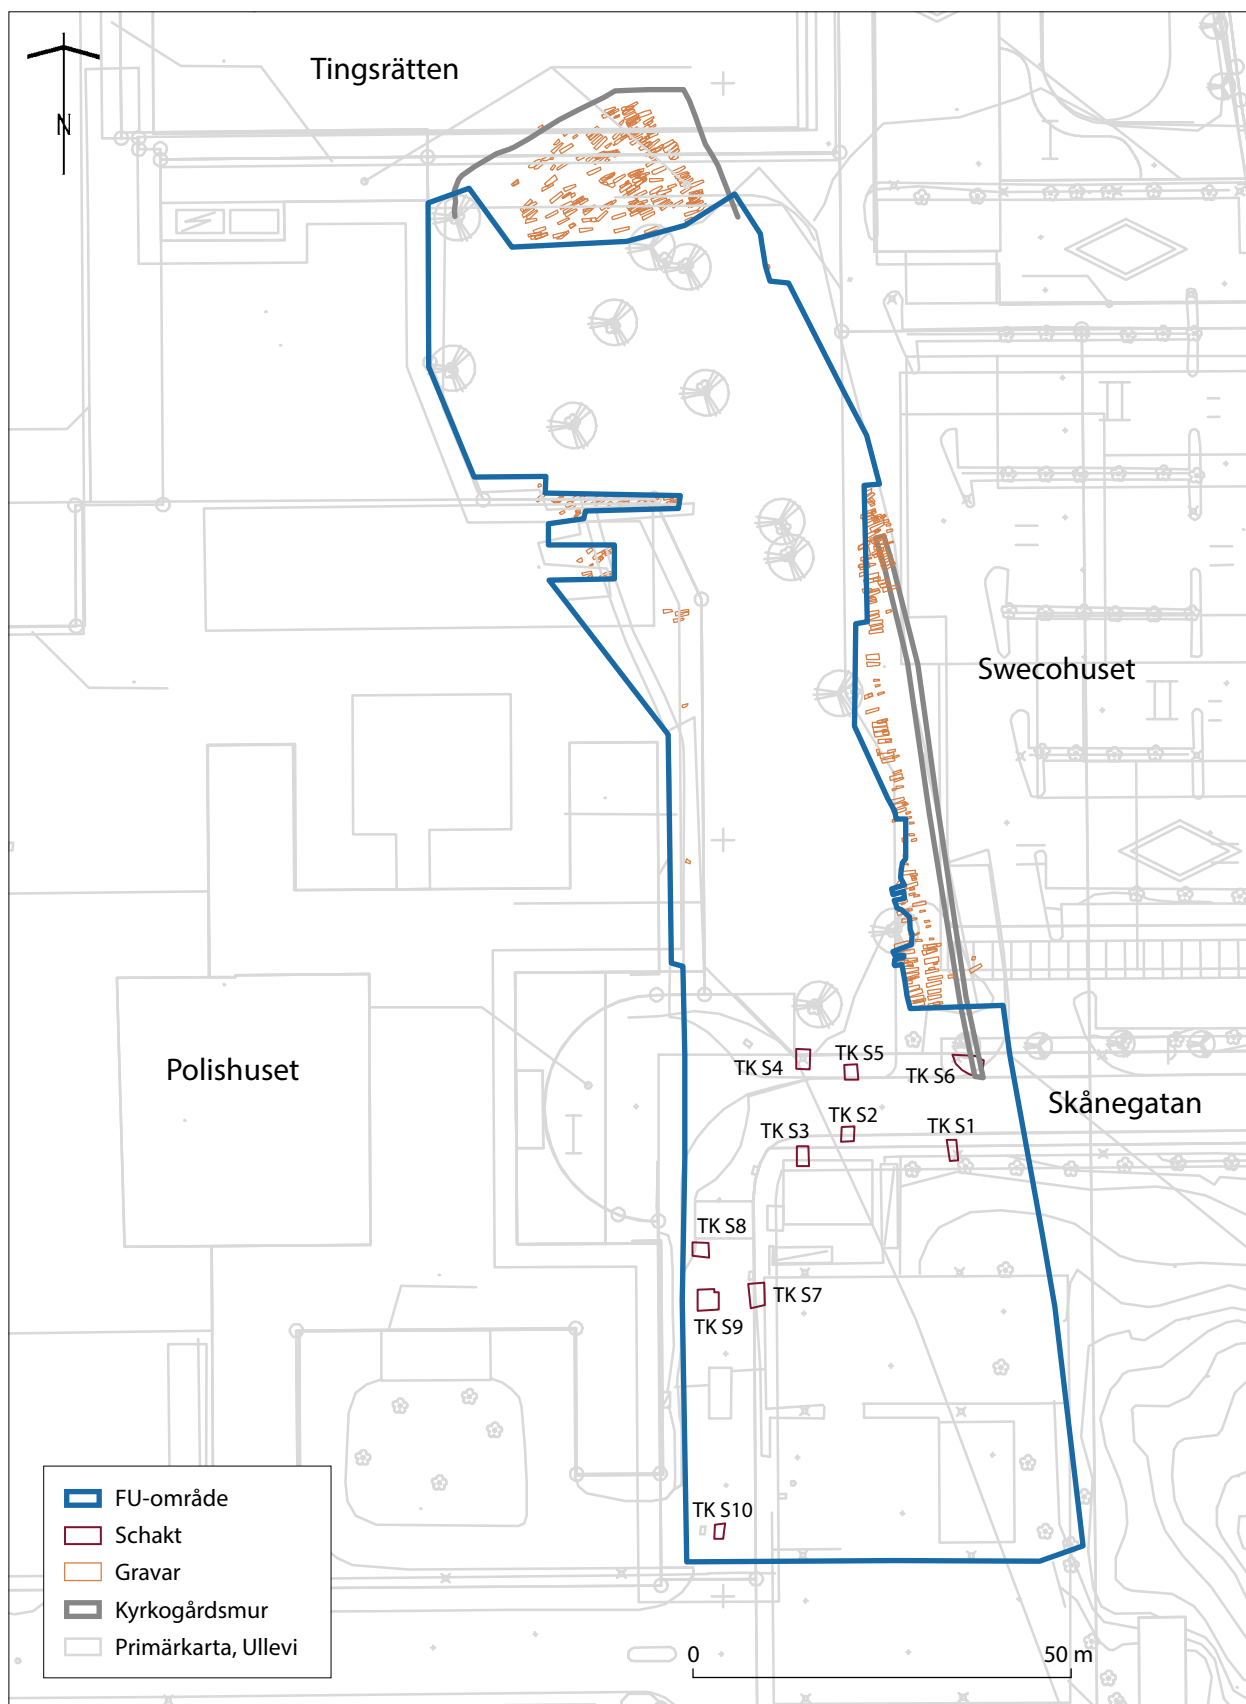 Tingsrätten
N
Swecohuset
Polishuset
TK S4
TK S5
TK S6
Skånegatan
TK S3
TK S2
TK S1
TK S8
TK S7
TK S9
TK S10
FU-område
Schakt
Gravar
Kyrkogårdsmur
Primärkarta, Ullevi
0 50 m